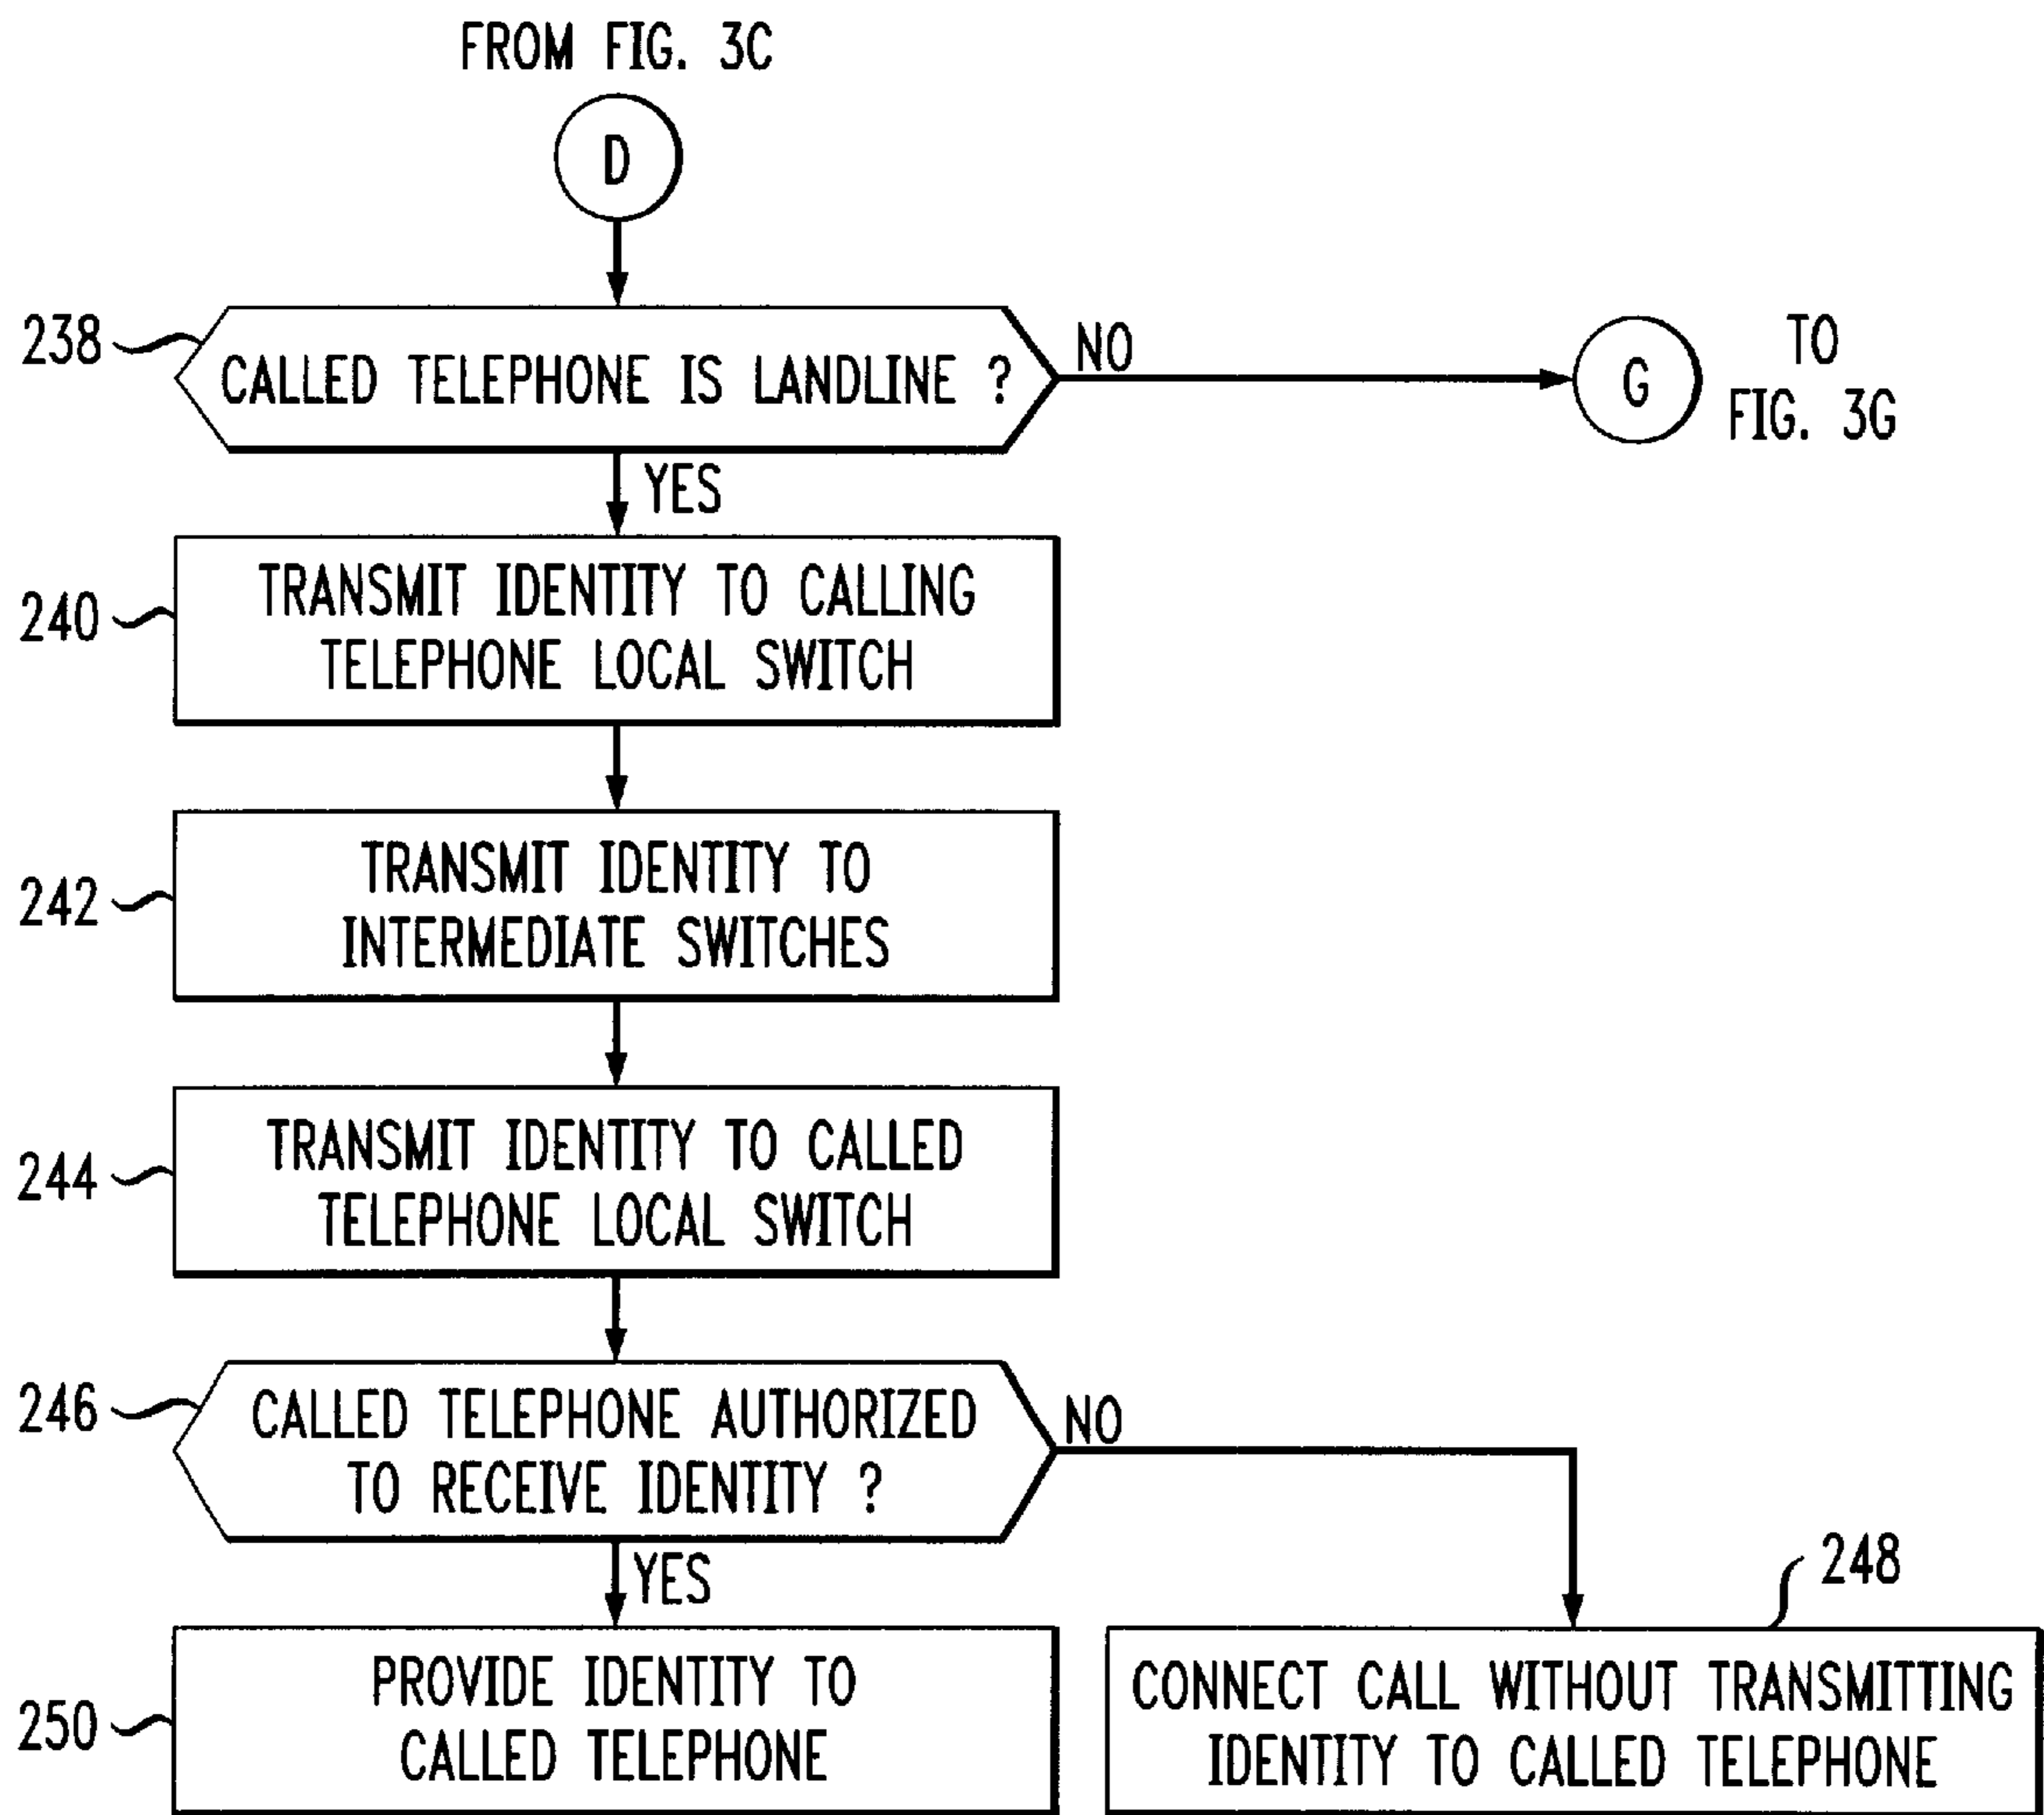 FROM FIG. 3C
D
238
CALLED TELEPHONE IS LANDLINE ?
NO
G
TO
FIG. 3G
YES
240
TRANSMIT IDENTITY TO CALLING
TELEPHONE LOCAL SWITCH
242
TRANSMIT IDENTITY TO
INTERMEDIATE SWITCHES
244
TRANSMIT IDENTITY TO CALLED
TELEPHONE LOCAL SWITCH
246
CALLED TELEPHONE AUTHORIZED
TO RECEIVE IDENTITY ?
NO
YES
248
250
PROVIDE IDENTITY TO
CALLED TELEPHONE
CONNECT CALL WITHOUT TRANSMITTING
IDENTITY TO CALLED TELEPHONE